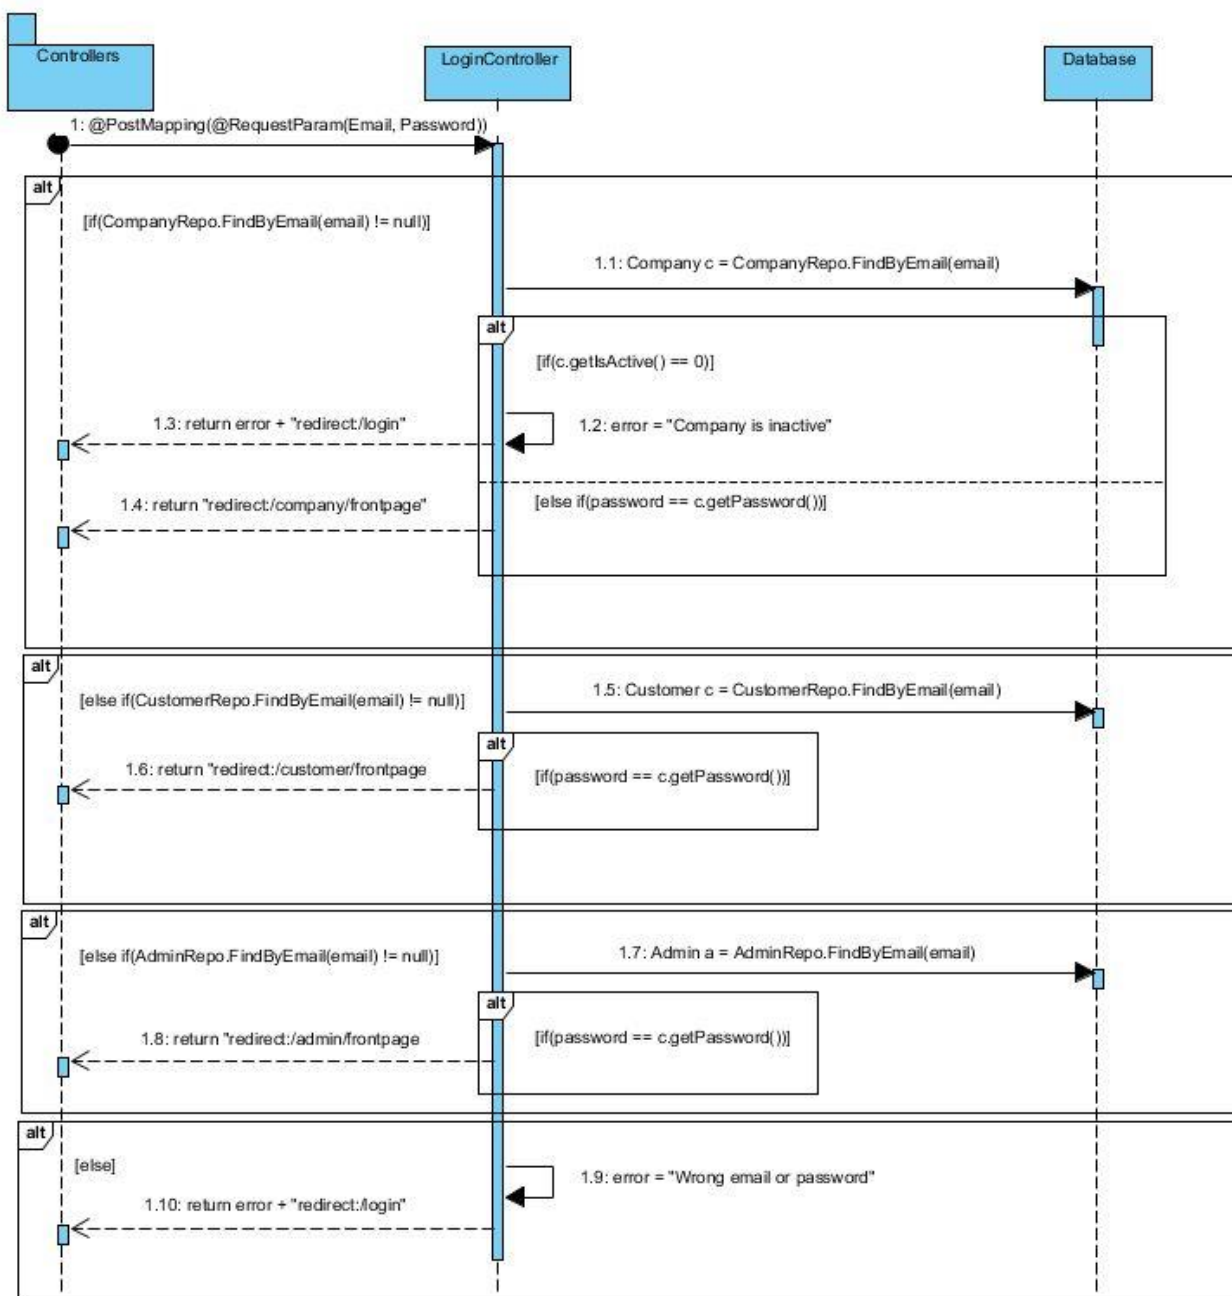 Controllers
LoginController
Database
1: @PostMapping(@RequestParam(Email, Password))
alt
[if(CompanyRepo.FindByEmail(email) != null)]
1.1: Company c = CompanyRepo.FindByEmail(email)
alt
[if(c.getIsActive() == 0)]
1.3: return error + "redirect:/login"
1.2: error = "Company is inactive"
1.4: return "redirect:/company/frontpage"
[else if(password == c.getPassword())]
alt
[else if(CustomerRepo.FindByEmail(email) != null)]
1.5: Customer c = CustomerRepo.FindByEmail(email)
alt
1.6: return "redirect:/customer/frontpage
[if(password == c.getPassword())]
alt
[else if(AdminRepo.FindByEmail(email) != null)]
1.7: Admin a = AdminRepo.FindByEmail(email)
alt
1.8: return "redirect:/admin/frontpage
[if(password == c.getPassword())]
alt
[else]
1.9: error = "Wrong email or password"
1.10: return error + "redirect:/login"